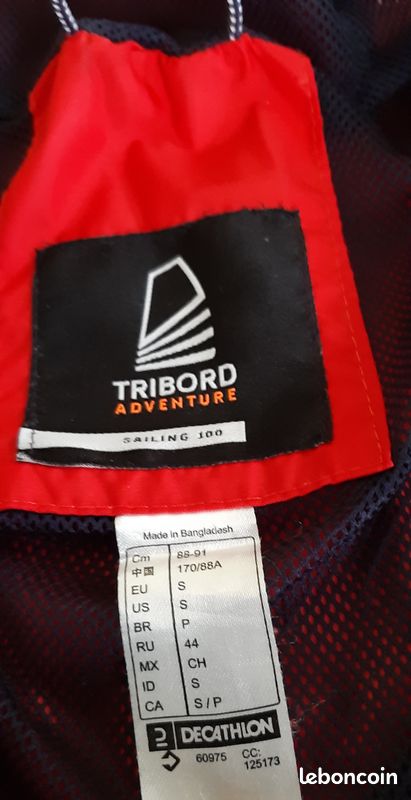 TRIBORD
ADVENTURE
SAILING 100
Made in Bangladesh
Cm 88-91
中国 170/88A
EU S
US S
BR P
RU 44
MX CH
ID S
CA S / P
DECATHLON
60975 CC:
125173
leboncoin